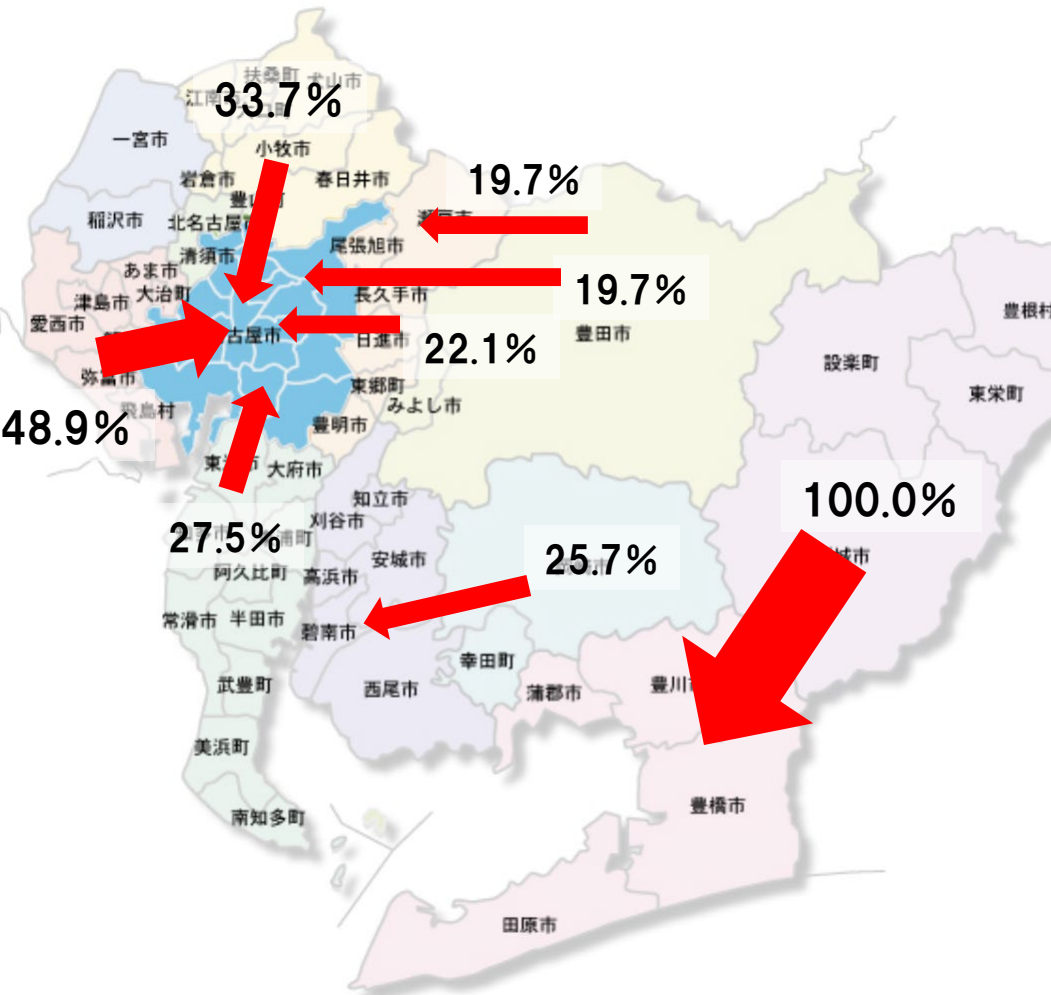 扶桑町
犬山市
33.7%
一宮市
小牧市
岩倉市
春日井市
19.7%
稲沢市
北名古屋市
尾張旭市
清須市
あま市
大治町
長久手市
19.7%
津島市
愛西市
古屋市
日進市
22.1%
豊田市
豊根村
設楽町
東栄町
弥富市
東郷町
みよし市
飛島村
48.9%
豊明市
大府市
知立市
100.0%
刈谷市
27.5%
安城市
25.7%
阿久比町
高浜市
常滑市
半田市
碧南市
幸田町
武豊町
西尾市
蒲郡市
豊川市
美浜町
南知多町
豊橋市
田原市